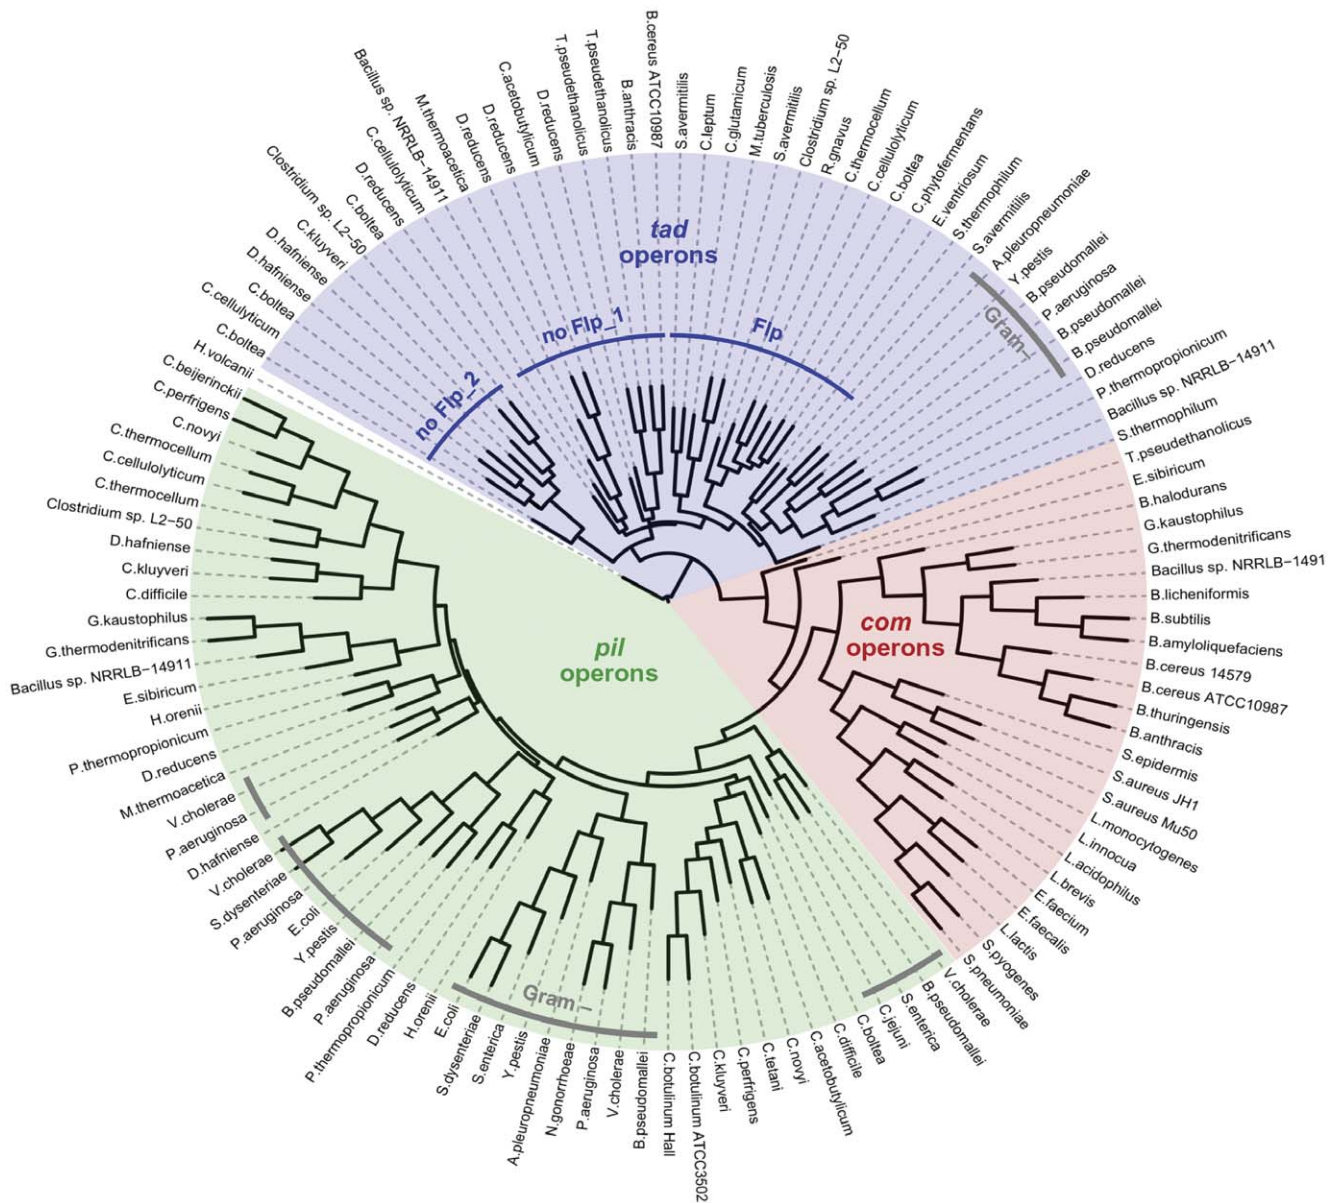 B.cereus ATCC10987
S.avermitilis
C.leptum
C.glutamicum
M.tuberculosis
S.avermitilis
Clostridium sp. L2−50
R.gnavus
C.thermocellum
C.cellulolyticum
C.boltea
C.phytofermentans
E.ventriosum
S.thermophilum
S.avermitilis
A.pleuropneumoniae
Y.pestis
B.pseudomallei
P.aeruginosa
B.pseudomallei
B.pseudomallei
D.reducens
P.thermopropionicum
Bacillus sp. NRRLB−14911
S.thermophilum
T.pseudethanolicus
E.sibiricum
B.halodurans
G.kaustophilus
G.thermodenitrificans
Bacillus sp. NRRLB−1491
B.licheniformis
B.subtilis
B.amyloliquefaciens
B.cereus 14579
B.cereus ATCC10987
B.thuringensis
B.anthracis
S.epidermis
S.aureus JH1
S.aureus Mu50
L.monocytogenes
L.innocua
L.acidophilus
L.brevis
E.faecium
E.faecalis
L.lactis
S.pyogenes
S.pneumoniae
V.cholerae
B.pseudomallei
S.enterica
C.jejuni
C.boltea
C.difficile
C.acetobutylicum
C.novyi
C.tetani
C.perfrigens
C.kluyveri
C.botulinum ATCC3502
C.botulinum Hall
B.pseudomallei
V.cholerae
P.aeruginosa
N.gonorrhoeae
A.pleuropneumoniae
Y.pestis
S.enterica
S.dysenteriae
E.coli
H.orenii
D.reducens
P.thermopropionicum
P.aeruginosa
B.pseudomallei
Y.pestis
E.coli
P.aeruginosa
S.dysenteriae
V.cholerae
D.hafniense
P.aeruginosa
V.cholerae
M.thermoacetica
D.reducens
P.thermopropionicum
H.orenii
E.sibiricum
Bacillus sp. NRRLB−14911
G.thermodenitrificans
G.kaustophilus
C.difficile
C.kluyveri
D.hafniense
Clostridium sp. L2−50
C.thermocellum
C.cellulolyticum
C.thermocellum
C.novyi
C.perfrigens
C.beijerinckii
H.volcanii
C.boltea
C.cellulyticum
C.boltea
D.hafniense
D.hafniense
C.kluyveri
Clostridium sp. L2−50
C.boltea
D.reducens
C.cellulolyticum
Bacillus sp. NRRLB−14911
M.thermoacetica
D.reducens
D.reducens
C.acetobutylicum
D.reducens
T.pseudethanolicus
T.pseudethanolicus
B.anthracis
tad
operons
no Flp_2
no Flp_1
Flp
Gram −
com
operons
pil
operons
Gram −